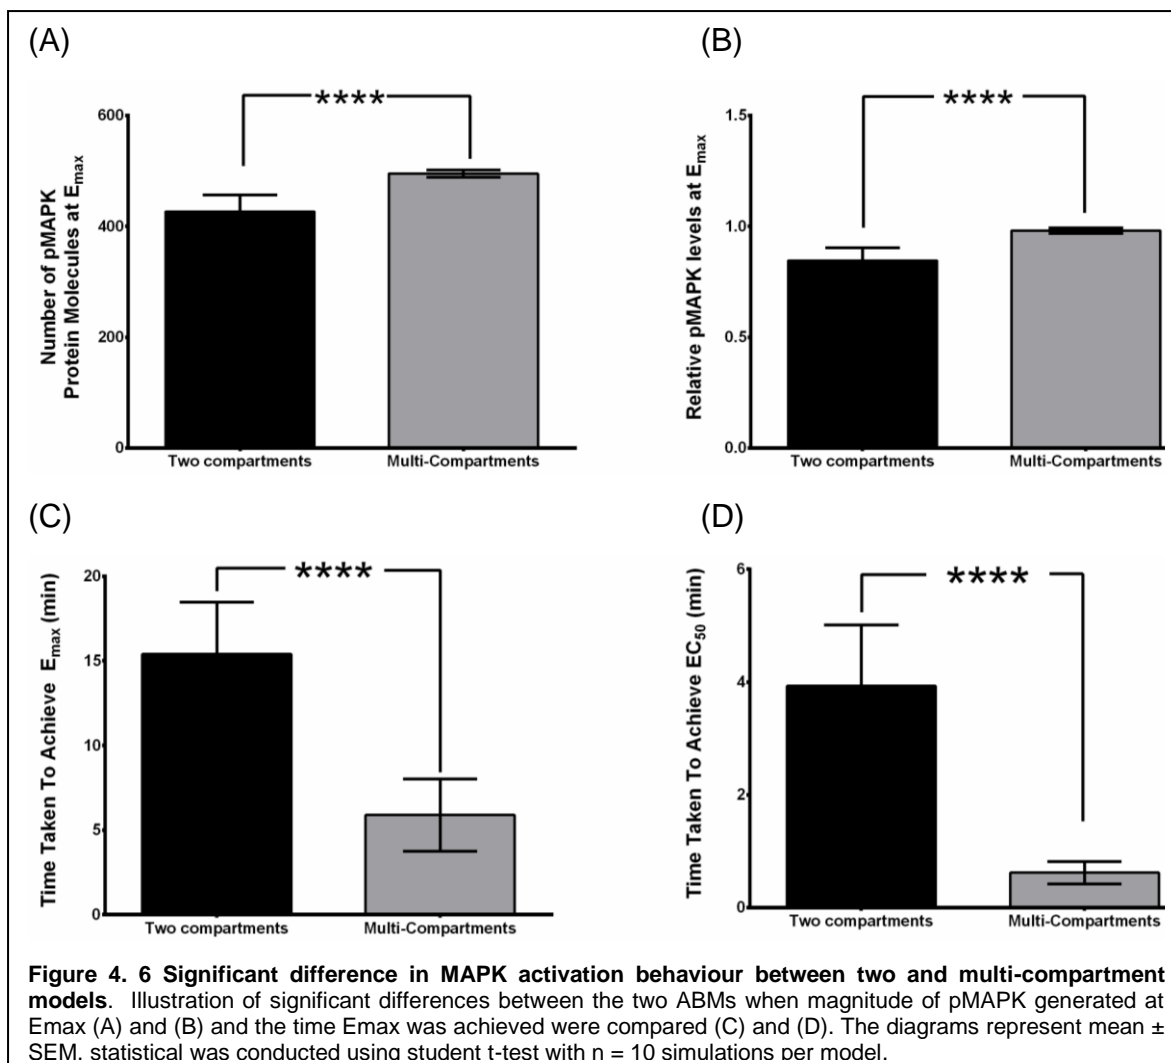 (A)
(B)
****
****
600
400
200
0
Number of pMAPK
Protein Molecules at Emax
Two compartments
Multi-Compartments
1.5
1.0
0.5
0.0
Relative pMAPK levels at Emax
Two compartments
Multi-Compartments
(C)
(D)
****
****
20
15
10
5
0
Time Taken To Achieve Emax (min)
Two compartments
Multi-Compartments
6
4
2
0
Time Taken To Achieve EC50 (min)
Two compartments
Multi-Compartments
Figure 4. 6 Significant difference in MAPK activation behaviour between two and multi-compartment
models. Illustration of significant differences between the two ABMs when magnitude of pMAPK generated at
Emax (A) and (B) and the time Emax was achieved were compared (C) and (D). The diagrams represent mean ±
SEM, statistical was conducted using student t-test with n = 10 simulations per model.